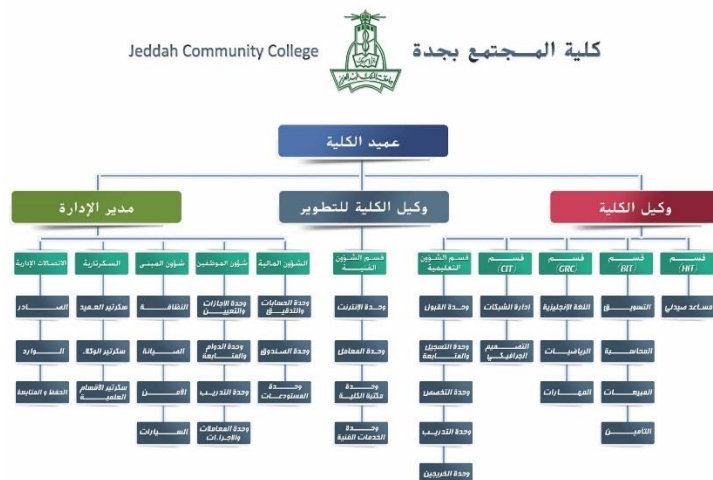 كلية المجتمع بجدة
Jeddah Community College
عميد الكلية
وكيل الكلية
وكيل الكلية للتطوير
مدير الإدارة
قسم (HIT)
قسم (BIT)
قسم (GRC)
قسم (CIT)
قسم الشؤون التعليمية
قسم الشؤون الفنية
الشؤون المالية
شؤون الموظفين
شؤون المبنى
السكرتارية
الاتصالات الإدارية
مساعد صيدلي
التسويق
المحاسبة
المبيعات
التأمين
اللغة الإنجليزية
الرياضيات
المهارات
إدارة الشبكات
التصميم الجرافيكي
وحدة القبول
وحدة التسجيل والمتابعة
وحدة التخصص
وحدة التدريب
وحدة الخريجين
وحدة الإنترنت
وحدة المعامل
وحدة مكتبة الكلية
وحدة الخدمات الفنية
وحدة الحسابات والتدقيق
وحدة الصندوق
وحدة المستودعات
وحدة الإجازات والتعيين
وحدة الدوام والمتابعة
وحدة التدريب
وحدة المعاملات والإجراءات
النظافة
الصيانة
الأمن
السيارات
سكرتير العميد
سكرتير الوكلاء
سكرتير الأقسام العلمية
الصادر
الوارد
الحفظ و المتابعة